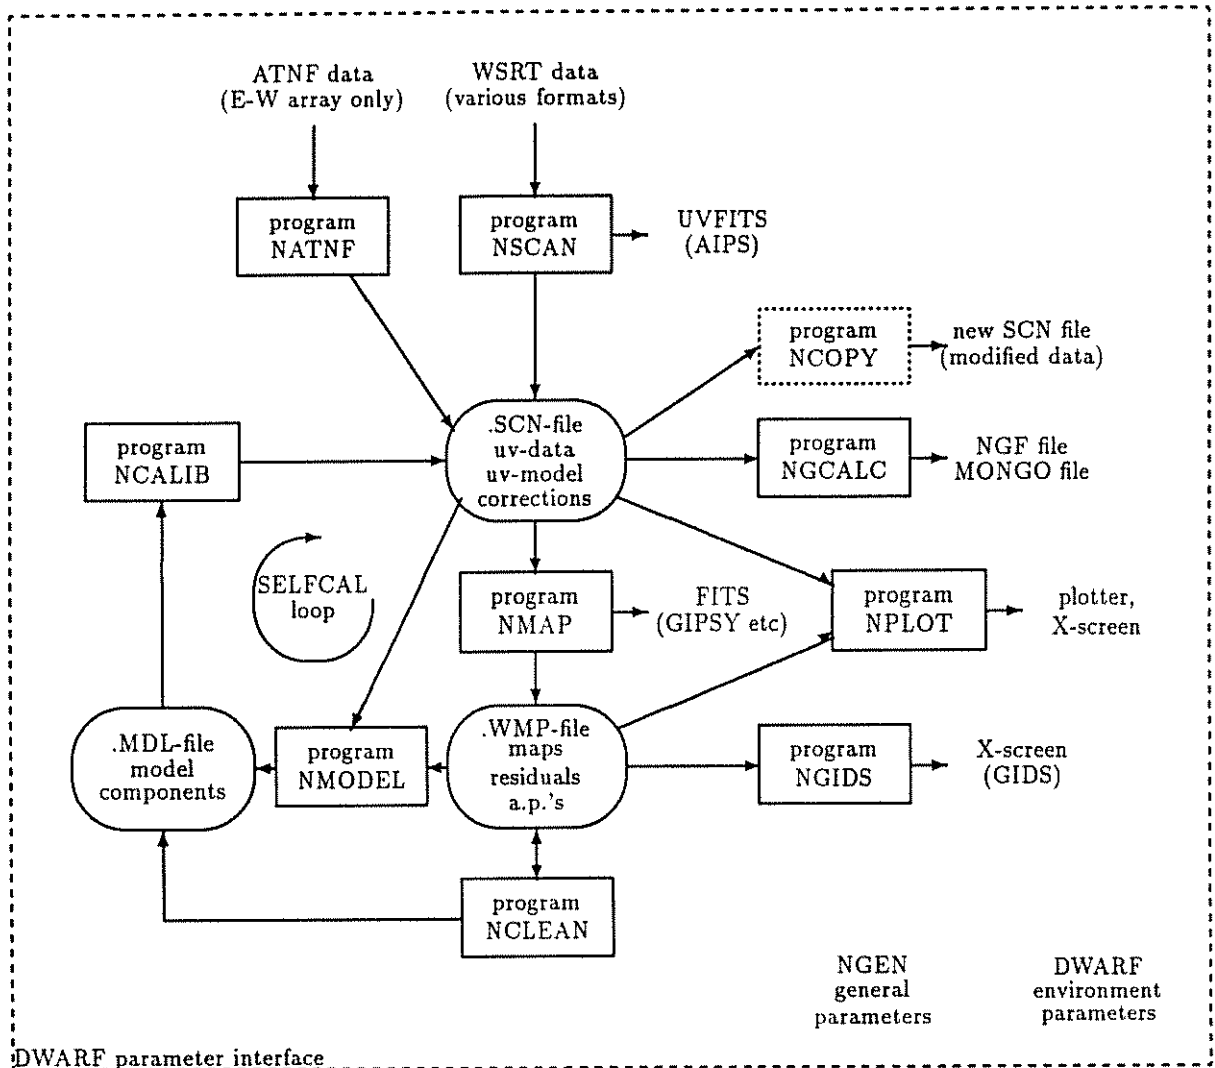 ATNF data
(E-W array only)
WSRT data
(various formats)
program
NATNF
program
NSCAN
UVFITS
(AIPS)
program
NCOPY
new SCN file
(modified data)
program
NCALIB
.SCN-file
uv-data
uv-model
corrections
program
NGCALC
NGF file
MONGO file
SELFCAL
loop
program
NMAP
FITS
(GIPSY etc)
program
NPLOT
plotter,
X-screen
.MDL-file
model
components
program
NMODEL
.WMP-file
maps
residuals
a.p.'s
program
NGIDS
X-screen
(GIDS)
program
NCLEAN
NGEN
general
parameters
DWARF
environment
parameters
DWARF parameter interface